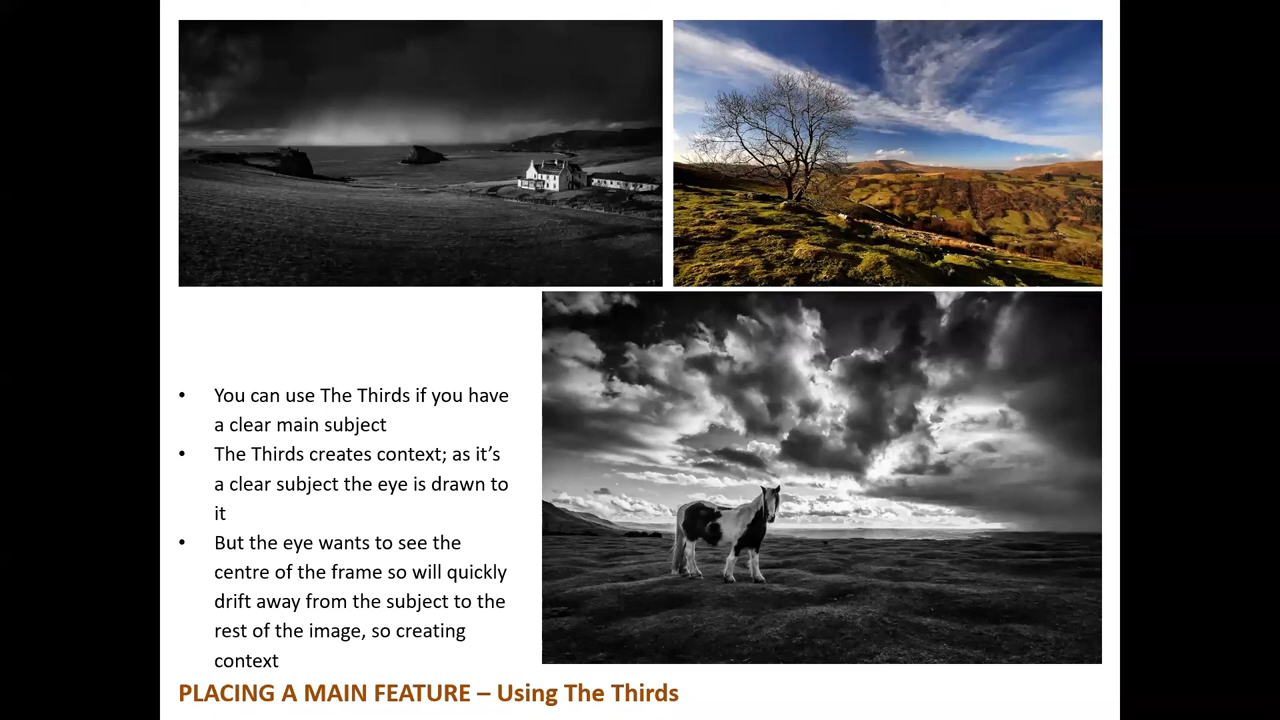 • You can use The Thirds if you have
a clear main subject
• The Thirds creates context; as it’s
a clear subject the eye is drawn to
it
• But the eye wants to see the
centre of the frame so will quickly
drift away from the subject to the
rest of the image, so creating
context
PLACING A MAIN FEATURE – Using The Thirds